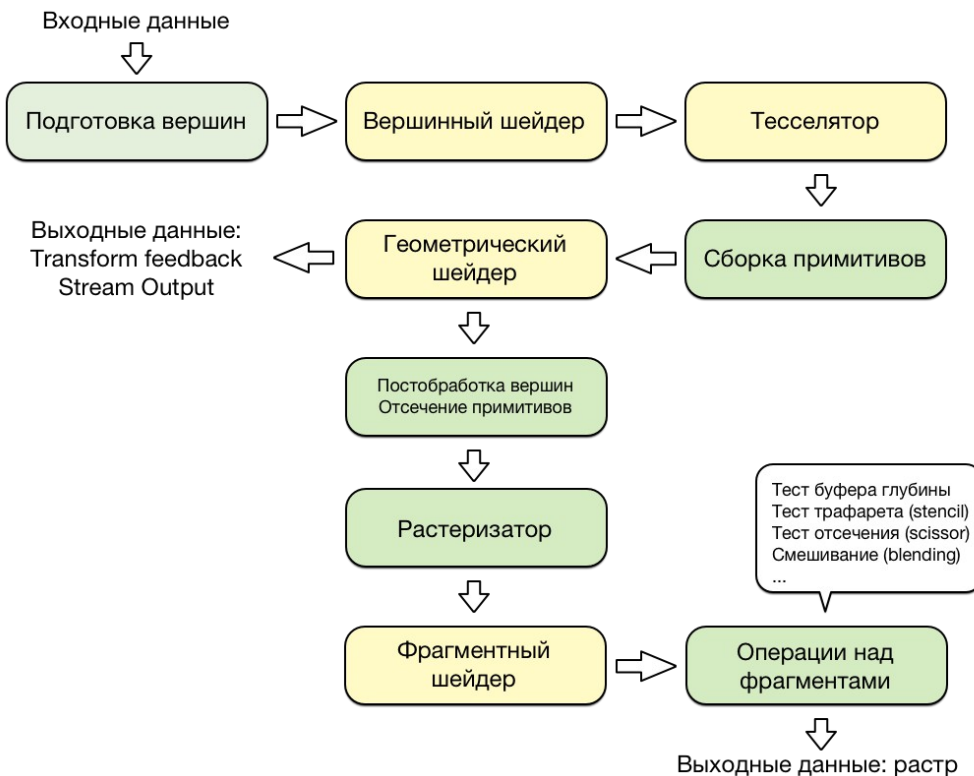 Входные данные
Подготовка вершин
Вершинный шейдер
Тесселятор
Выходные данные:
Transform feedback
Stream Output
Геометрический
шейдер
Сборка примитивов
Постобработка вершин
Отсечение примитивов
Растеризатор
Тест буфера глубины
Тест трафарета (stencil)
Тест отсечения (scissor)
Смешивание (blending)
...
Фрагментный
шейдер
Операции над
фрагментами
Выходные данные: растр